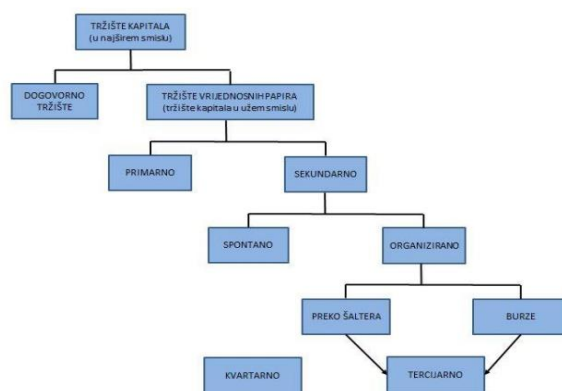 TRŽIŠTE KAPITALA
(u najširem smislu)
DOGOVORNO
TRŽIŠTE
TRŽIŠTE VRIJEDNOSNIH PAPIRA
(tržište kapitala u užem smislu)
PRIMARNO
SEKUNDARNO
SPONTANO
ORGANIZIRANO
PREKO ŠALTERA
BURZE
KVARTARNO
TERCIJARNO